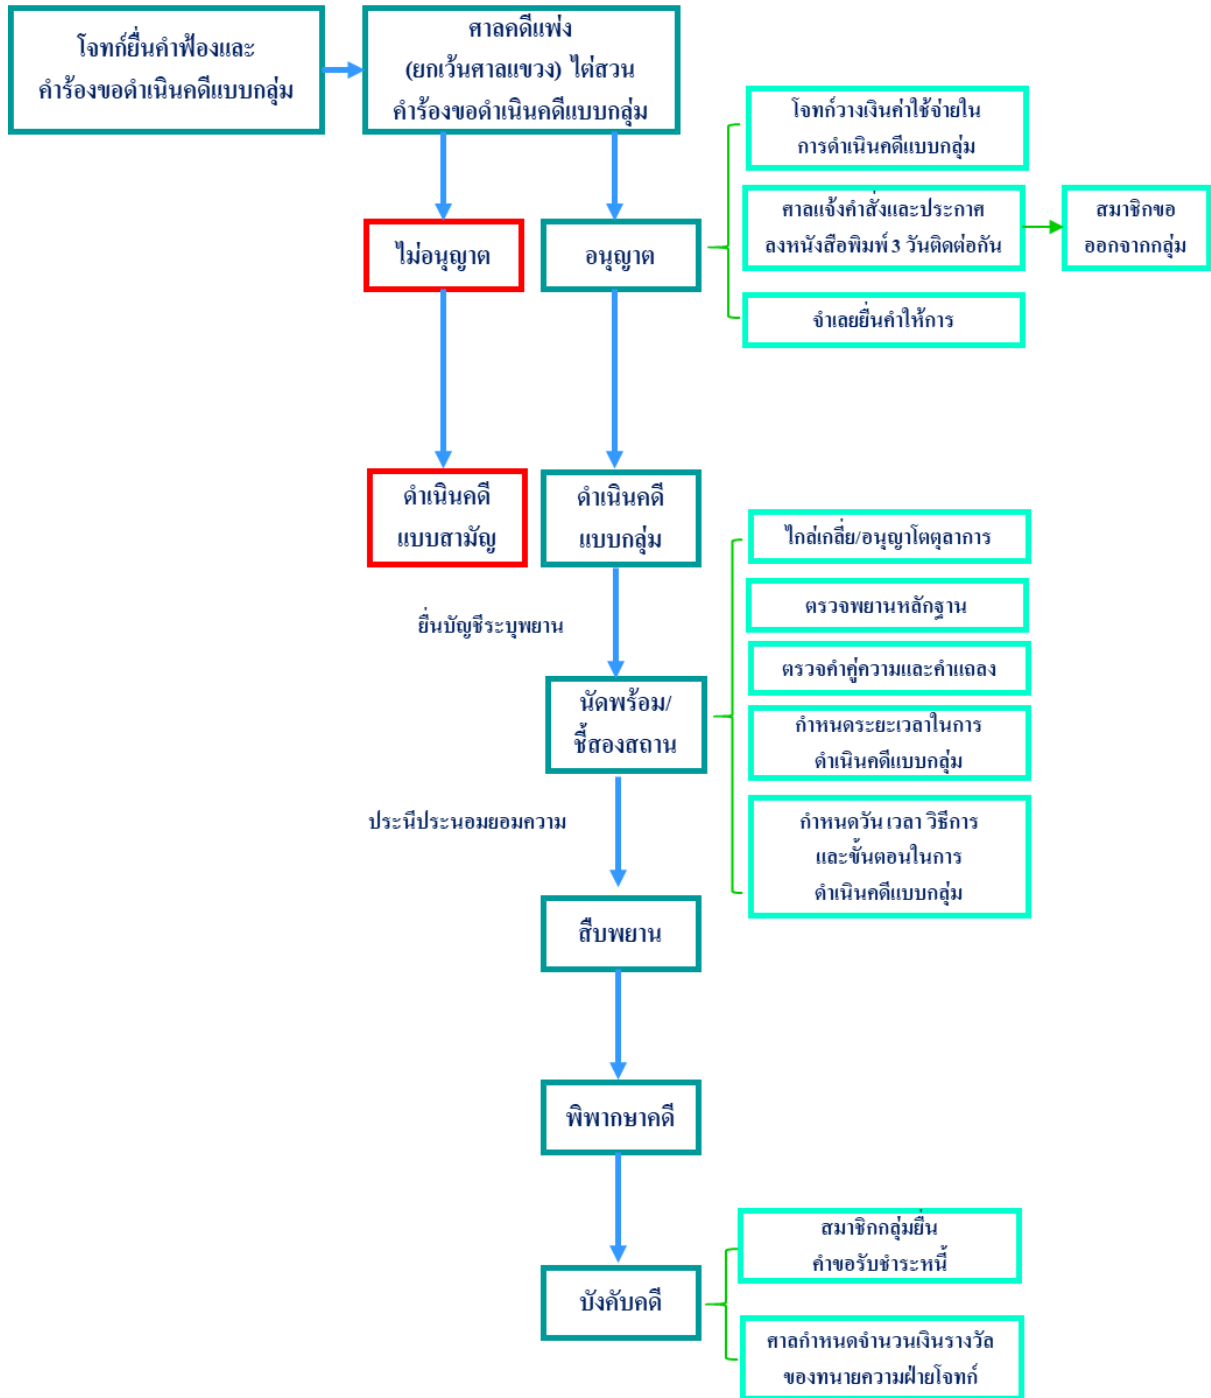 โจทก์ยื่นคำฟ้องและ
คำร้องขอดำเนินคดีแบบกลุ่ม
ศาลคดีแพ่ง
(ยกเว้นศาลแขวง) ไต่สวน
คำร้องขอดำเนินคดีแบบกลุ่ม
โจทก์วางเงินค่าใช้จ่ายใน
การดำเนินคดีแบบกลุ่ม
ไม่อนุญาต
อนุญาต
ศาลแจ้งคำสั่งและประกาศ
ลงหนังสือพิมพ์ 3 วันติดต่อกัน
สมาชิกขอ
ออกจากกลุ่ม
จำเลยยื่นคำให้การ
ดำเนินคดี
แบบสามัญ
ดำเนินคดี
แบบกลุ่ม
ยื่นบัญชีระบุพยาน
ไกล่เกลี่ย/อนุญาโตตุลาการ
ตรวจพยานหลักฐาน
ตรวจคำคู่ความและคำแถลง
นัดพร้อม/
ชี้สองสถาน
กำหนดระยะเวลาในการ
ดำเนินคดีแบบกลุ่ม
กำหนดวัน เวลา วิธีการ
และขั้นตอนในการ
ดำเนินคดีแบบกลุ่ม
ประนีประนอมยอมความ
สืบพยาน
พิพากษาคดี
บังคับคดี
สมาชิกกลุ่มยื่น
คำขอรับชำระหนี้
ศาลกำหนดจำนวนเงินรางวัล
ของทนายความฝ่ายโจทก์